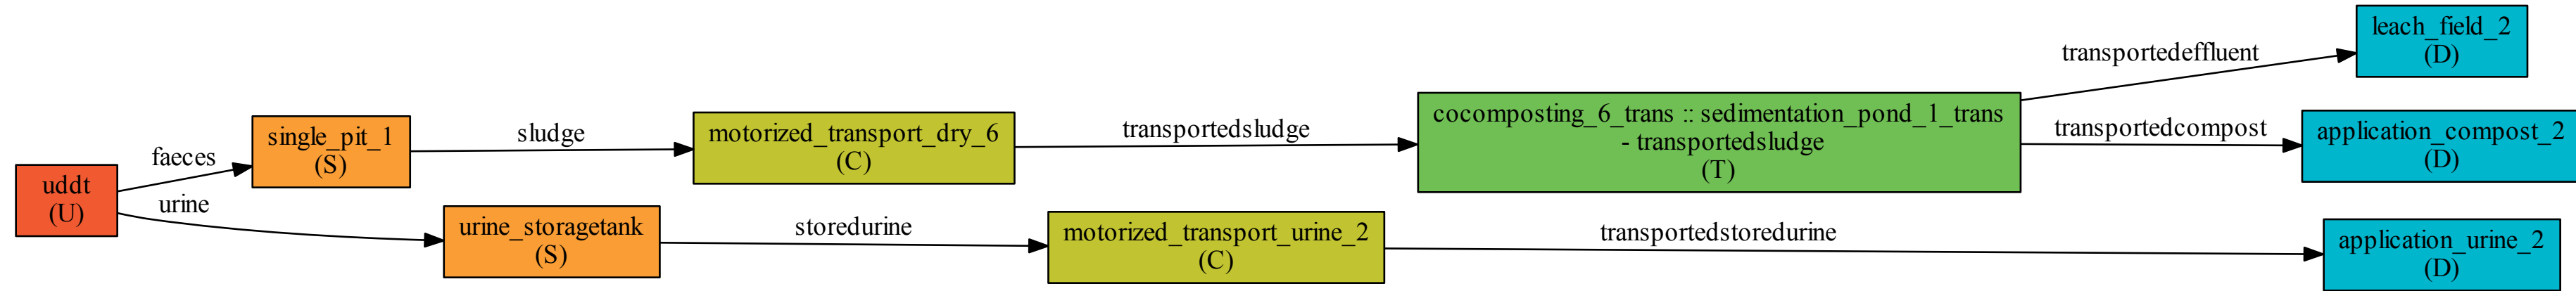 uddt
(U)
faeces
urine
single_pit_1
(S)
urine_storagetank
(S)
sludge
storedurine
motorized_transport_dry_6
(C)
motorized_transport_urine_2
(C)
transportedsludge
transportedstoredurine
cocomposting_6_trans :: sedimentation_pond_1_trans
- transportedsludge
(T)
transportedeffluent
transportedcompost
leach_field_2
(D)
application_compost_2
(D)
application_urine_2
(D)